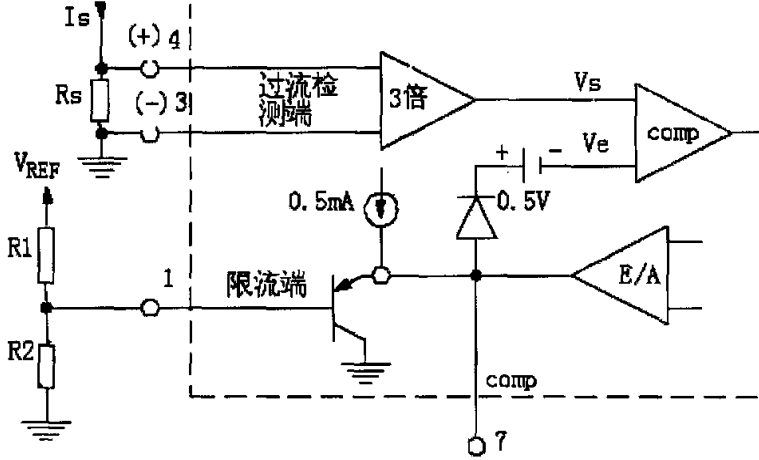 Is
(+) 4
Rs
(-) 3
过流检
测端
3倍
Vs
comp
+ Ve -
0.5V
VREF
0.5mA
R1
1
限流端
E/A
R2
comp
7